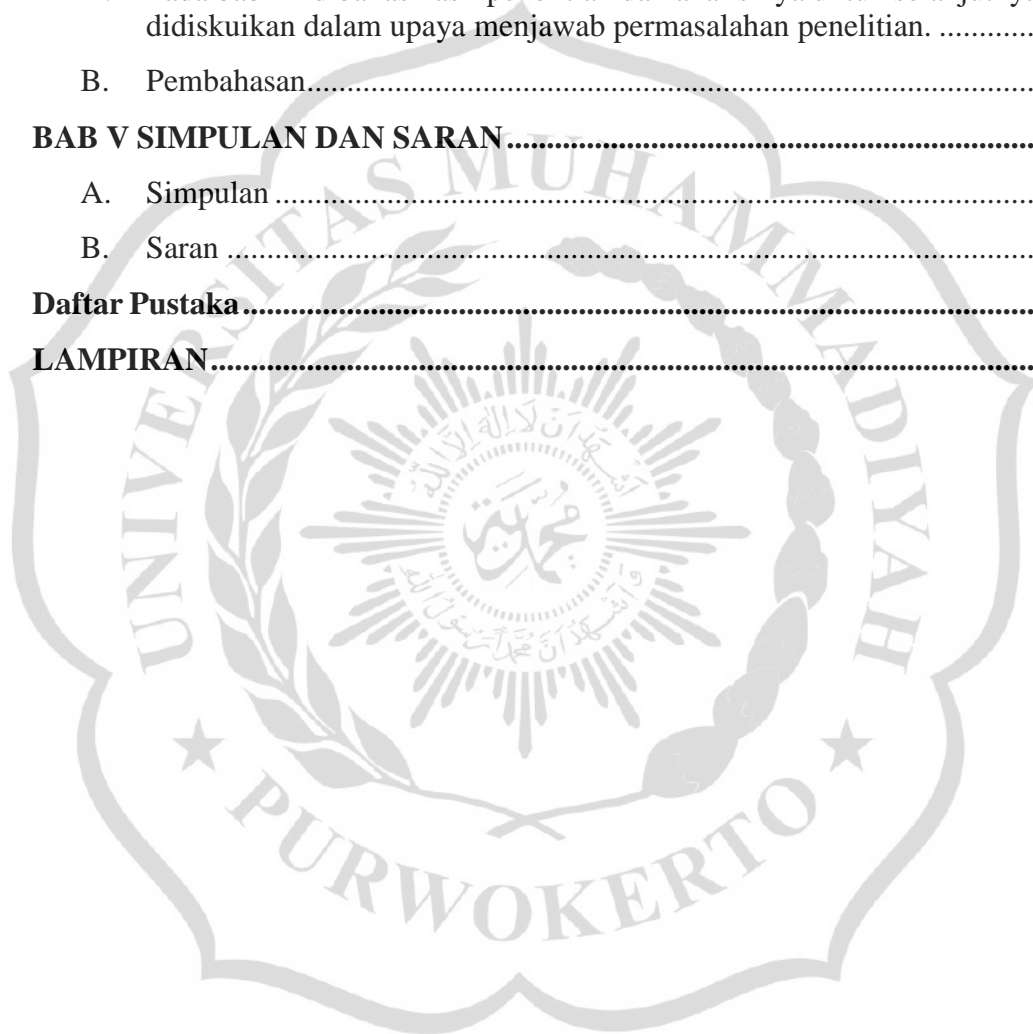 didiskuikan dalam upaya menjawab permasalahan penelitian. ............
B. Pembahasan............................................................
BAB V SIMPULAN DAN SARAN............................................................
A. Simpulan ............................................................
B. Saran ............................................................
Daftar Pustaka............................................................
LAMPIRAN............................................................
UNIVERSITAS MUHAMMADIYAH
PURWOKERTO